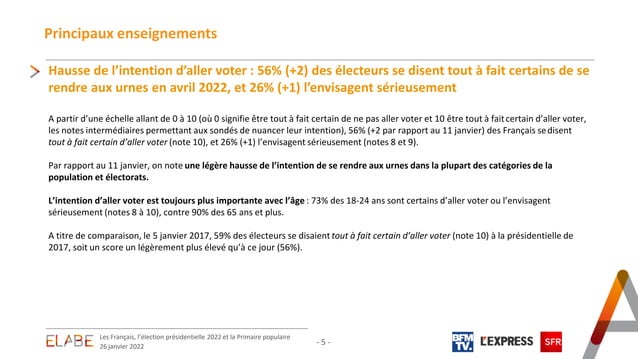 Principaux enseignements
Hausse de l’intention d’aller voter : 56% (+2) des électeurs se disent tout à fait certains de se
rendre aux urnes en avril 2022, et 26% (+1) l’envisagent sérieusement
A partir d’une échelle allant de 0 à 10 (où 0 signifie être tout à fait certain de ne pas aller voter et 10 être tout à fait certain d’aller voter,
les notes intermédiaires permettant aux sondés de nuancer leur intention), 56% (+2 par rapport au 11 janvier) des Français se disent
tout à fait certain d’aller voter (note 10), et 26% (+1) l’envisagent sérieusement (notes 8 et 9).
Par rapport au 11 janvier, on note une légère hausse de l’intention de se rendre aux urnes dans la plupart des catégories de la
population et électorats.
L’intention d’aller voter est toujours plus importante avec l’âge : 73% des 18-24 ans sont certains d’aller voter ou l’envisagent
sérieusement (notes 8 à 10), contre 90% des 65 ans et plus.
A titre de comparaison, le 5 janvier 2017, 59% des électeurs se disaient tout à fait certain d’aller voter (note 10) à la présidentielle de
2017, soit un score un légèrement plus élevé qu’à ce jour (56%).
ELABE
Les Français, l’élection présidentielle 2022 et la Primaire populaire
26 janvier 2022
- 5 -
BFM
TV.
L'EXPRESS
SFR